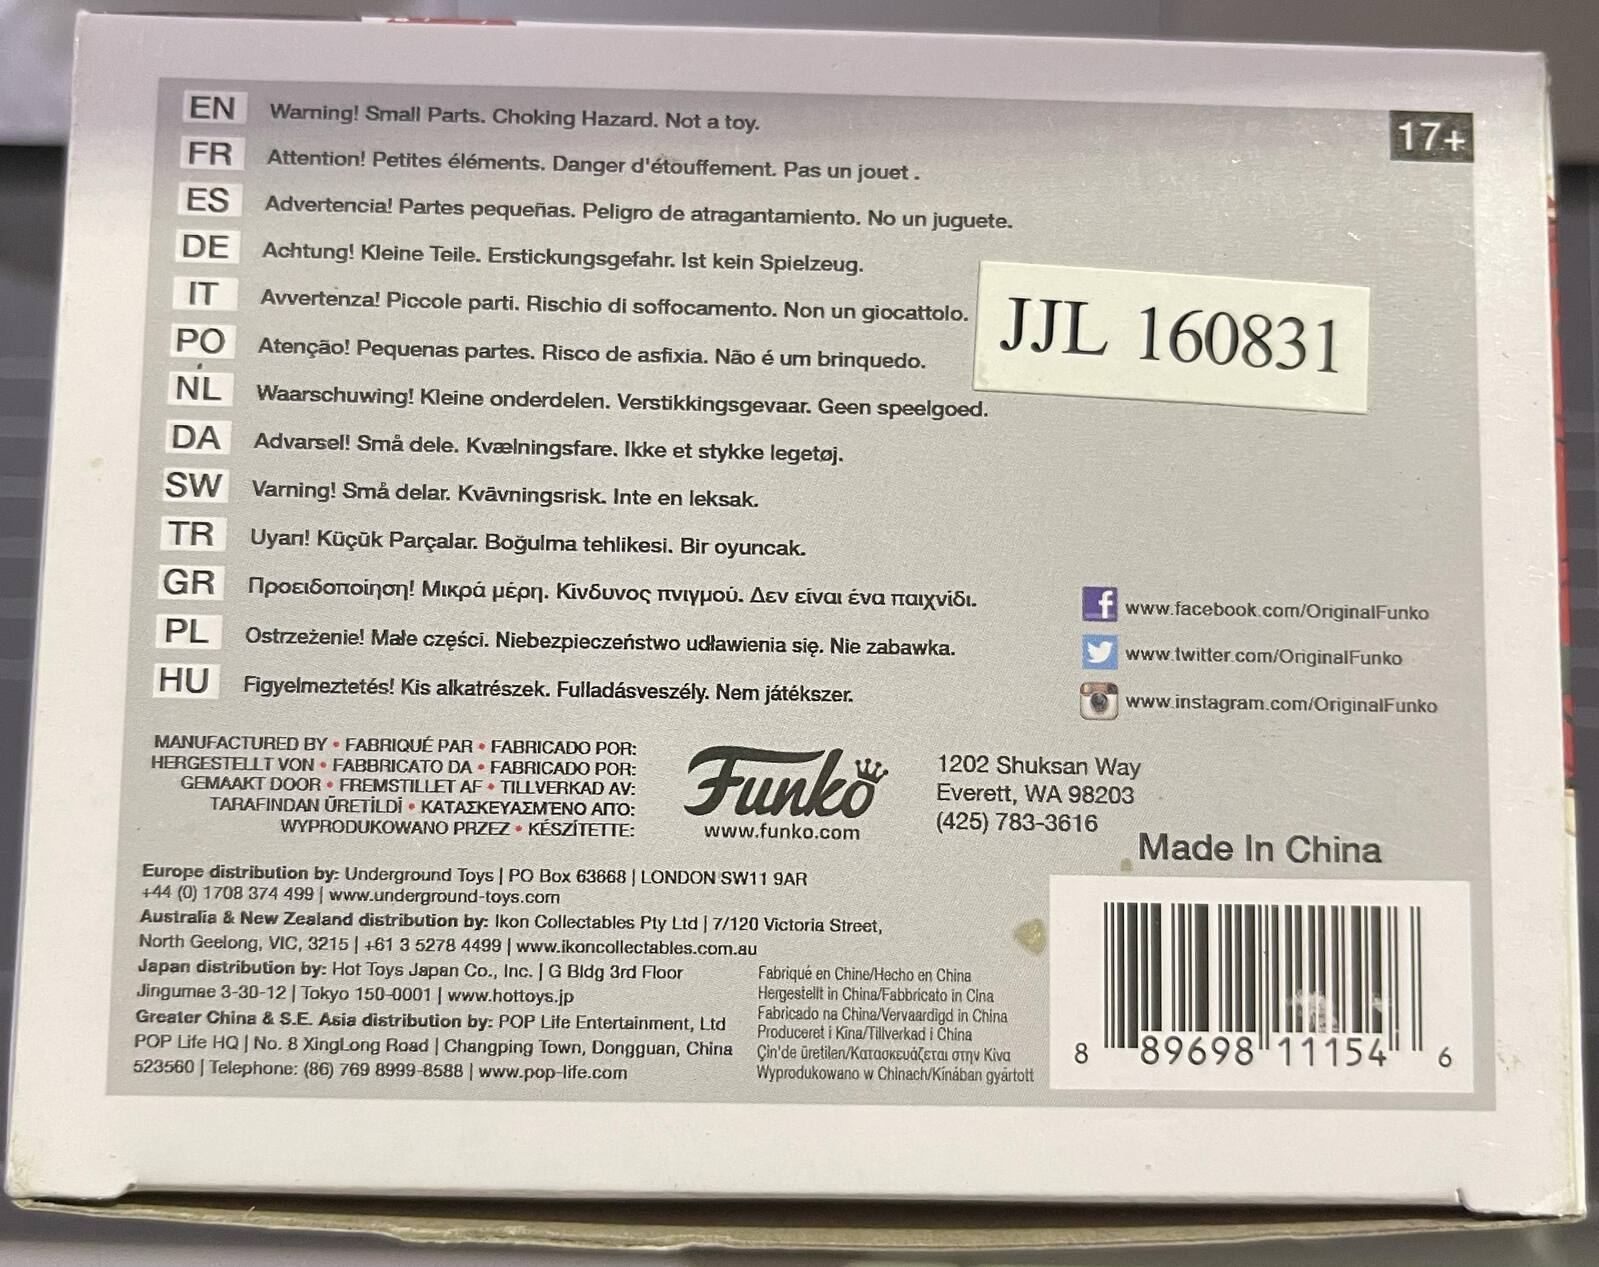 EN Warning! Small Parts. Choking Hazard. Not a toy.
17+
FR Attention! Petites éléments. Danger d'étouffement. Pas un jouet .
ES Advertencia! Partes pequeñas. Peligro de atragantamiento. No un juguete.
DE Achtung! Kleine Teile. Erstickungsgefahr. Ist kein Spielzeug.
IT Avvertenza! Piccole parti. Rischio di soffocamento. Non un giocattolo.
JJL 160831
PO Atenção! Pequenas partes. Risco de asfixia. Não é um brinquedo.
NL Waarschuwing! Kleine onderdelen. Verstikkingsgevaar. Geen speelgoed.
DA Advarsel! Små dele. Kvælningsfare. Ikke et stykke legetøj.
SW Varning! Små delar. Kvävningsrisk. Inte en leksak.
TR Uyarı! Küçük Parçalar. Boğulma tehlikesi. Bir oyuncak.
GR Προειδοποίηση! Μικρά μέρη. Κίνδυνος πνιγμού. Δεν είναι ένα παιχνίδι.
PL Ostrzeżenie! Małe części. Niebezpieczeństwo udławienia się. Nie zabawka.
HU Figyelmeztetés! Kis alkatrészek. Fulladásveszély. Nem játékszer.
www.facebook.com/OriginalFunko
www.twitter.com/OriginalFunko
www.instagram.com/OriginalFunko
MANUFACTURED BY • FABRIQUÉ PAR • FABRICADO POR:
HERGESTELLT VON • FABBRICATO DA • FABRICADO POR:
GEMAAKT DOOR • FREMSTILLET AF • TILLVERKAD AV:
TARAFINDAN ÜRETİLDİ • ΚΑΤΑΣΚΕΥΑΣΜΈΝΟ ΑΠΌ:
WYPRODUKOWANO PRZEZ • KÉSZÍTETTE:
Funko
www.funko.com
1202 Shuksan Way
Everett, WA 98203
(425) 783-3616
Made In China
Europe distribution by: Underground Toys | PO Box 63668 | LONDON SW11 9AR
+44 (0) 1708 374 499 | www.underground-toys.com
Australia & New Zealand distribution by: Ikon Collectables Pty Ltd | 7/120 Victoria Street,
North Geelong, VIC, 3215 | +61 3 5278 4499 | www.ikoncollectables.com.au
Japan distribution by: Hot Toys Japan Co., Inc. | G Bldg 3rd Floor
Jingumae 3-30-12 | Tokyo 150-0001 | www.hottoys.jp
Greater China & S.E. Asia distribution by: POP Life Entertainment, Ltd
POP Life HQ | No. 8 XingLong Road | Changping Town, Dongguan, China
523560 | Telephone: (86) 769 8999-8588 | www.pop-life.com
Fabriqué en Chine/Hecho en China
Hergestellt in China/Fabbricato in CIna
Fabricado na China/Vervaardigd in China
Produceret i Kina/Tillverkad i China
Çin'de üretilen/Κατασκευάζεται στην Κίνα
Wyprodukowano w Chinach/Kínában gyártott
8 89698 11154 6